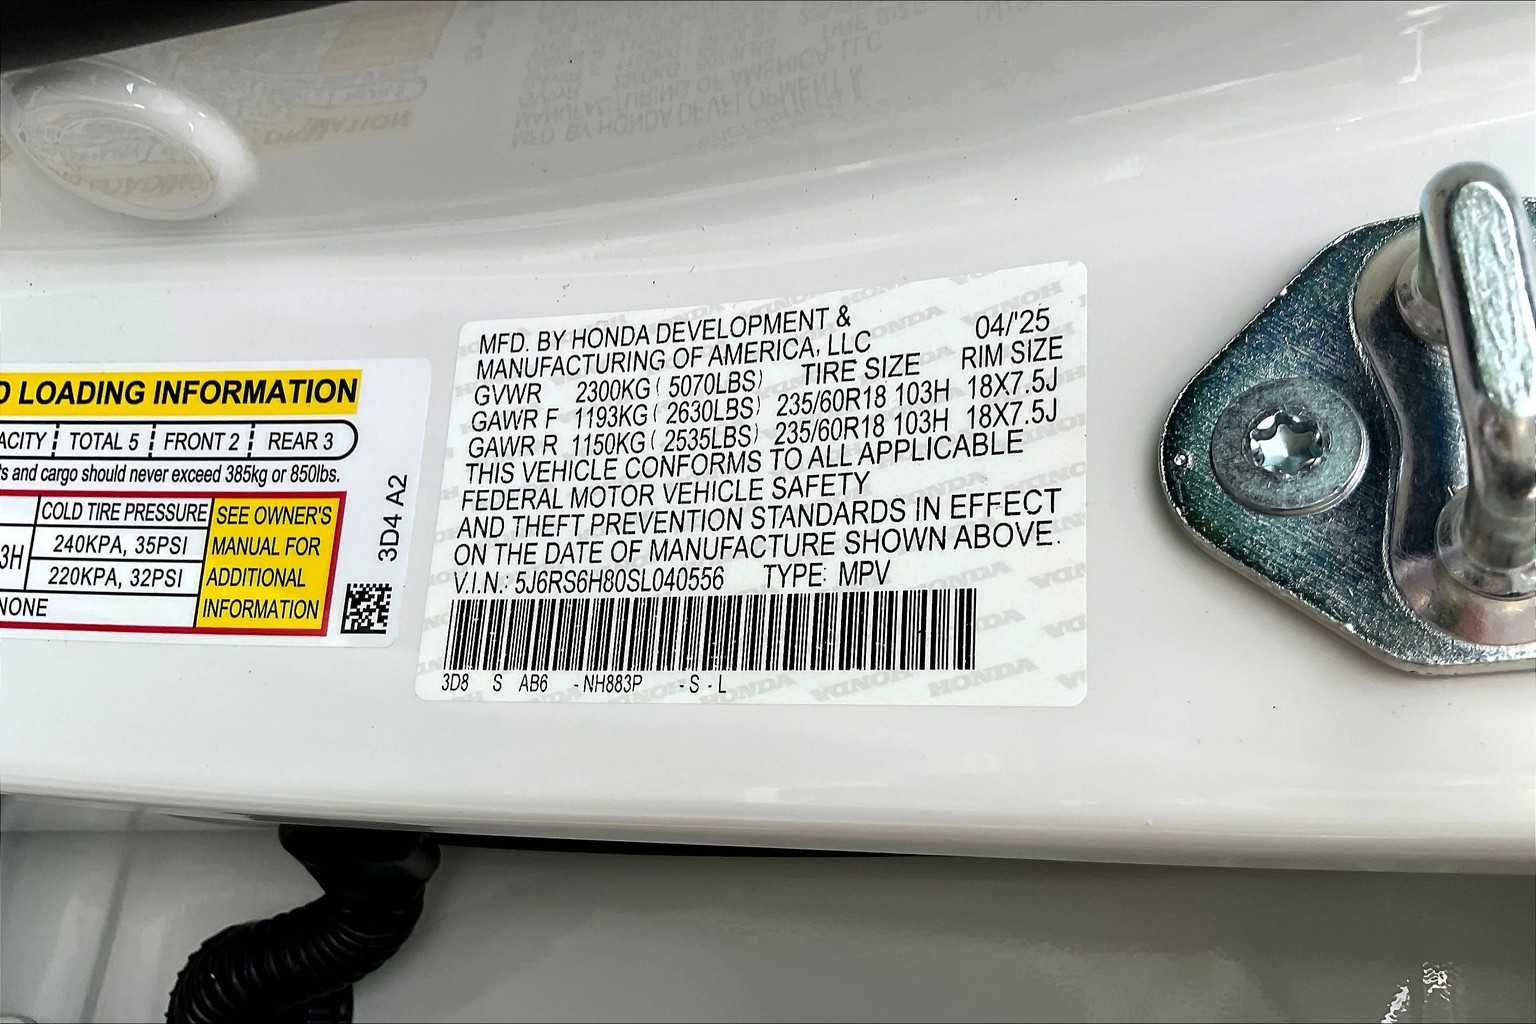 D LOADING INFORMATION
ACITY TOTAL 5 FRONT 2 REAR 3
ts and cargo should never exceed 385kg or 850lbs.
COLD TIRE PRESSURE
3H
240KPA, 35PSI
220KPA, 32PSI
NONE
SEE OWNER'S
MANUAL FOR
ADDITIONAL
INFORMATION
3D4 A2
MFD. BY HONDA DEVELOPMENT & 04/'25
MANUFACTURING OF AMERICA, LLC
GVWR 2300KG ( 5070LBS) TIRE SIZE RIM SIZE
GAWR F 1193KG ( 2630LBS) 235/60R18 103H 18X7.5J
GAWR R 1150KG ( 2535LBS) 235/60R18 103H 18X7.5J
THIS VEHICLE CONFORMS TO ALL APPLICABLE
FEDERAL MOTOR VEHICLE SAFETY
AND THEFT PREVENTION STANDARDS IN EFFECT
ON THE DATE OF MANUFACTURE SHOWN ABOVE.
V.I.N.: 5J6RS6H80SL040556 TYPE: MPV
3D8 S AB6 -NH883P -S-L